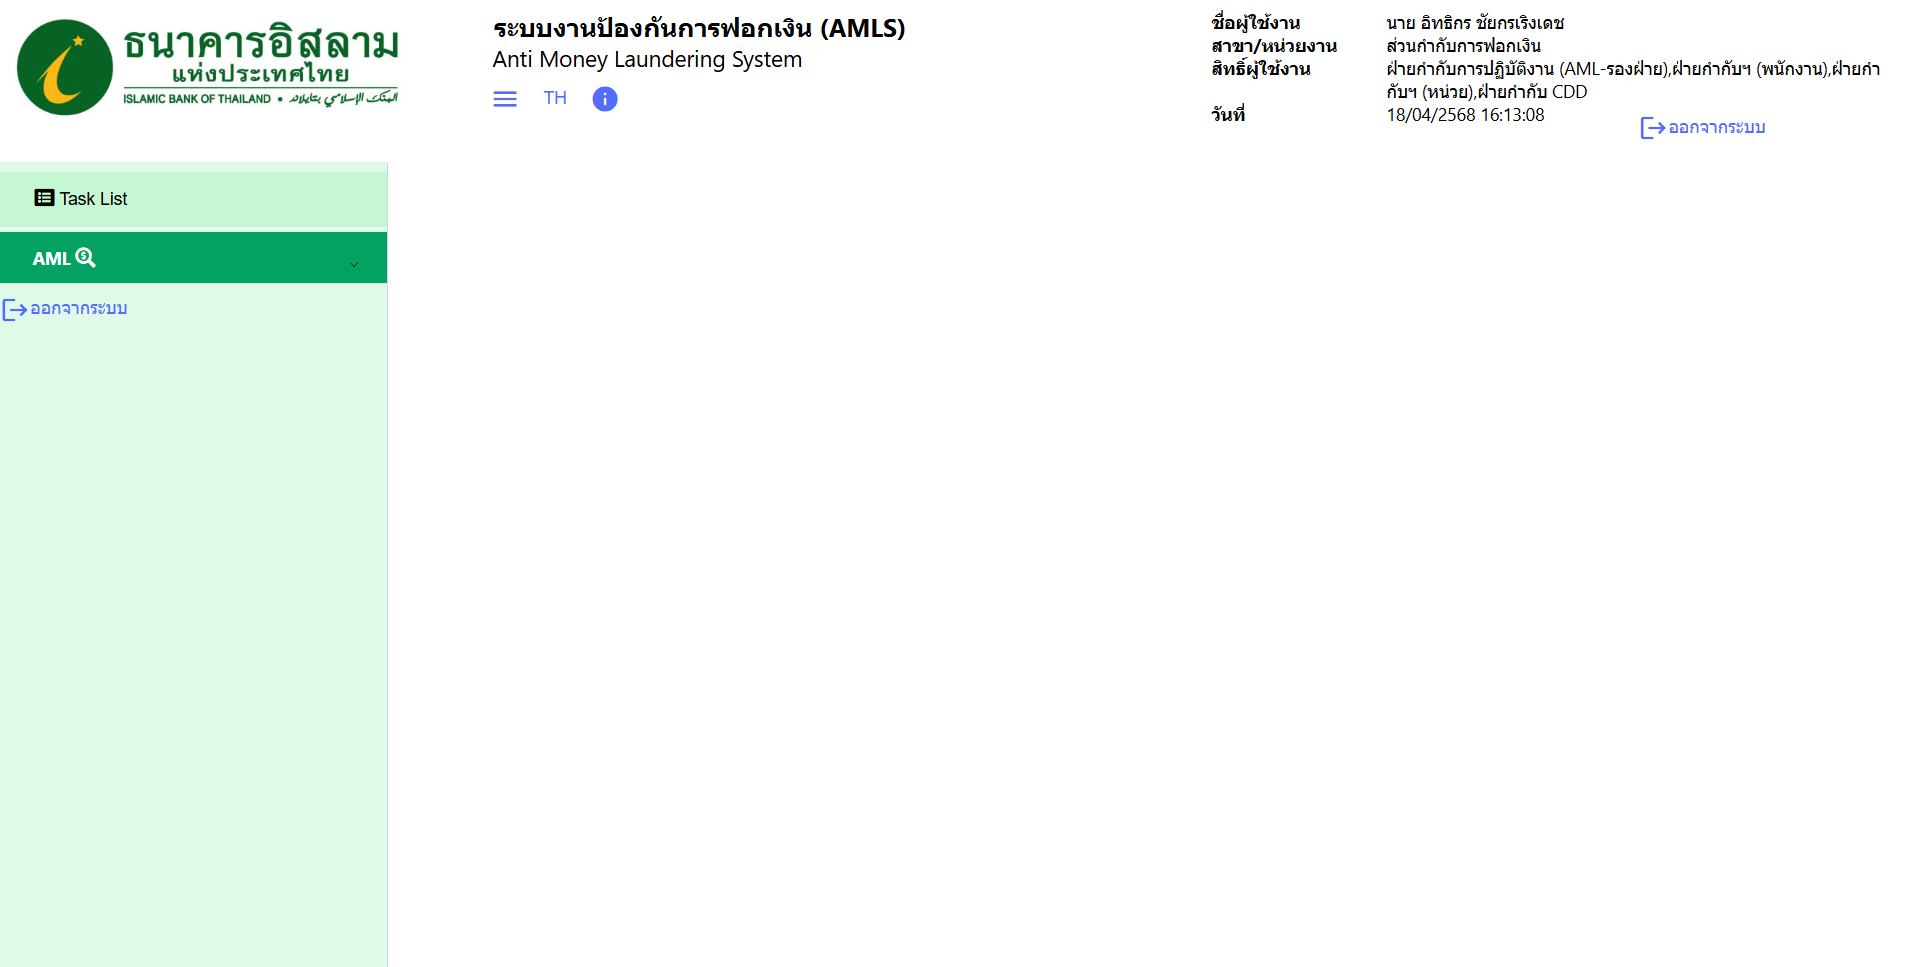 ธนาคารอิสลาม
แห่งประเทศไทย
ISLAMIC BANK OF THAILAND • البنك الإسلامي بتايلاند
ระบบงานป้องกันการฟอกเงิน (AMLS)
Anti Money Laundering System
TH
ชื่อผู้ใช้งาน นาย อิทธิกร ชัยกรเริงเดช
สาขา/หน่วยงาน ส่วนกำกับการฟอกเงิน
สิทธิ์ผู้ใช้งาน ฝ่ายกำกับการปฏิบัติงาน (AML-รองฝ่าย),ฝ่ายกำกับฯ (พนักงาน),ฝ่ายกำ
กับฯ (หน่วย),ฝ่ายกำกับ CDD
วันที่ 18/04/2568 16:13:08
ออกจากระบบ
Task List
AML
ออกจากระบบ